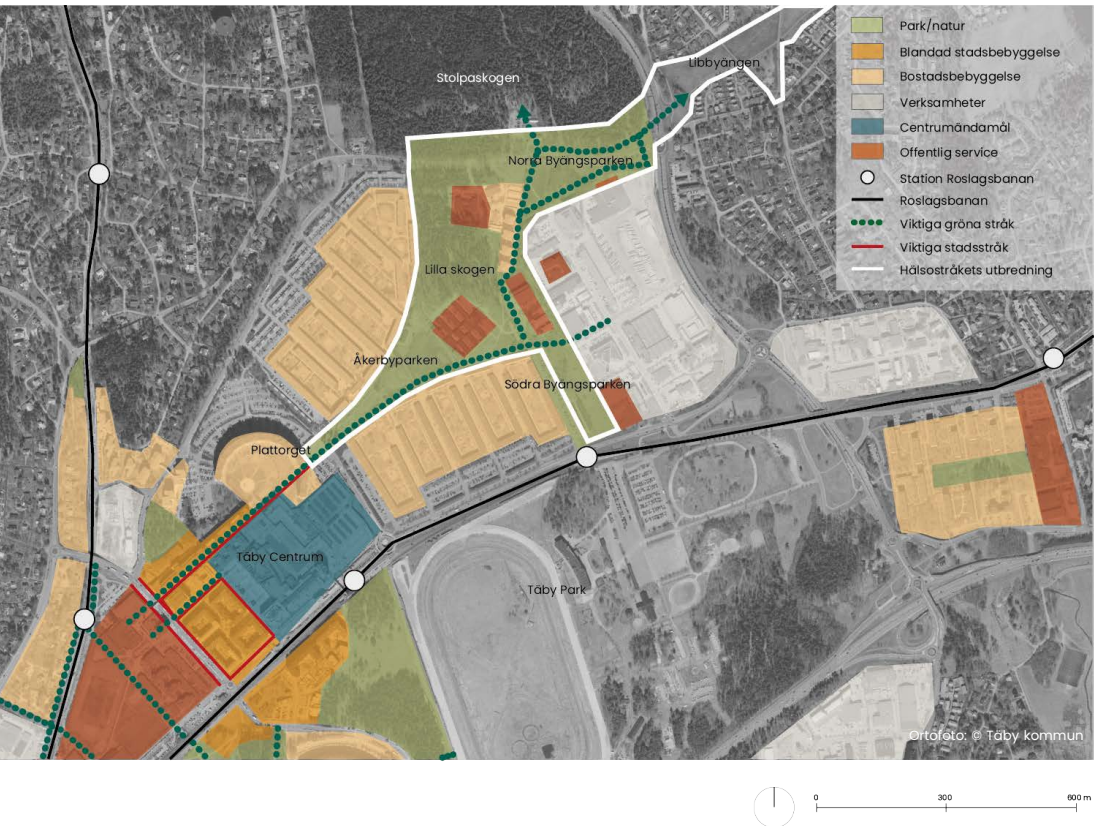 Park/natur
Blandad stadsbebyggelse
Bostadsbebyggelse
Verksamheter
Centrumändamål
Offentlig service
Station Roslagsbanan
Roslagsbanan
Viktiga gröna stråk
Viktiga stadsstråk
Hälsostråkets utbredning
Libbyängen
Stolpaskogen
Norra Byängsparken
Lilla skogen
Åkerbyparken
Södra Byängsparken
Plattorget
Täby Centrum
Täby Park
Ortofoto: © Täby kommun
0 300 600 m